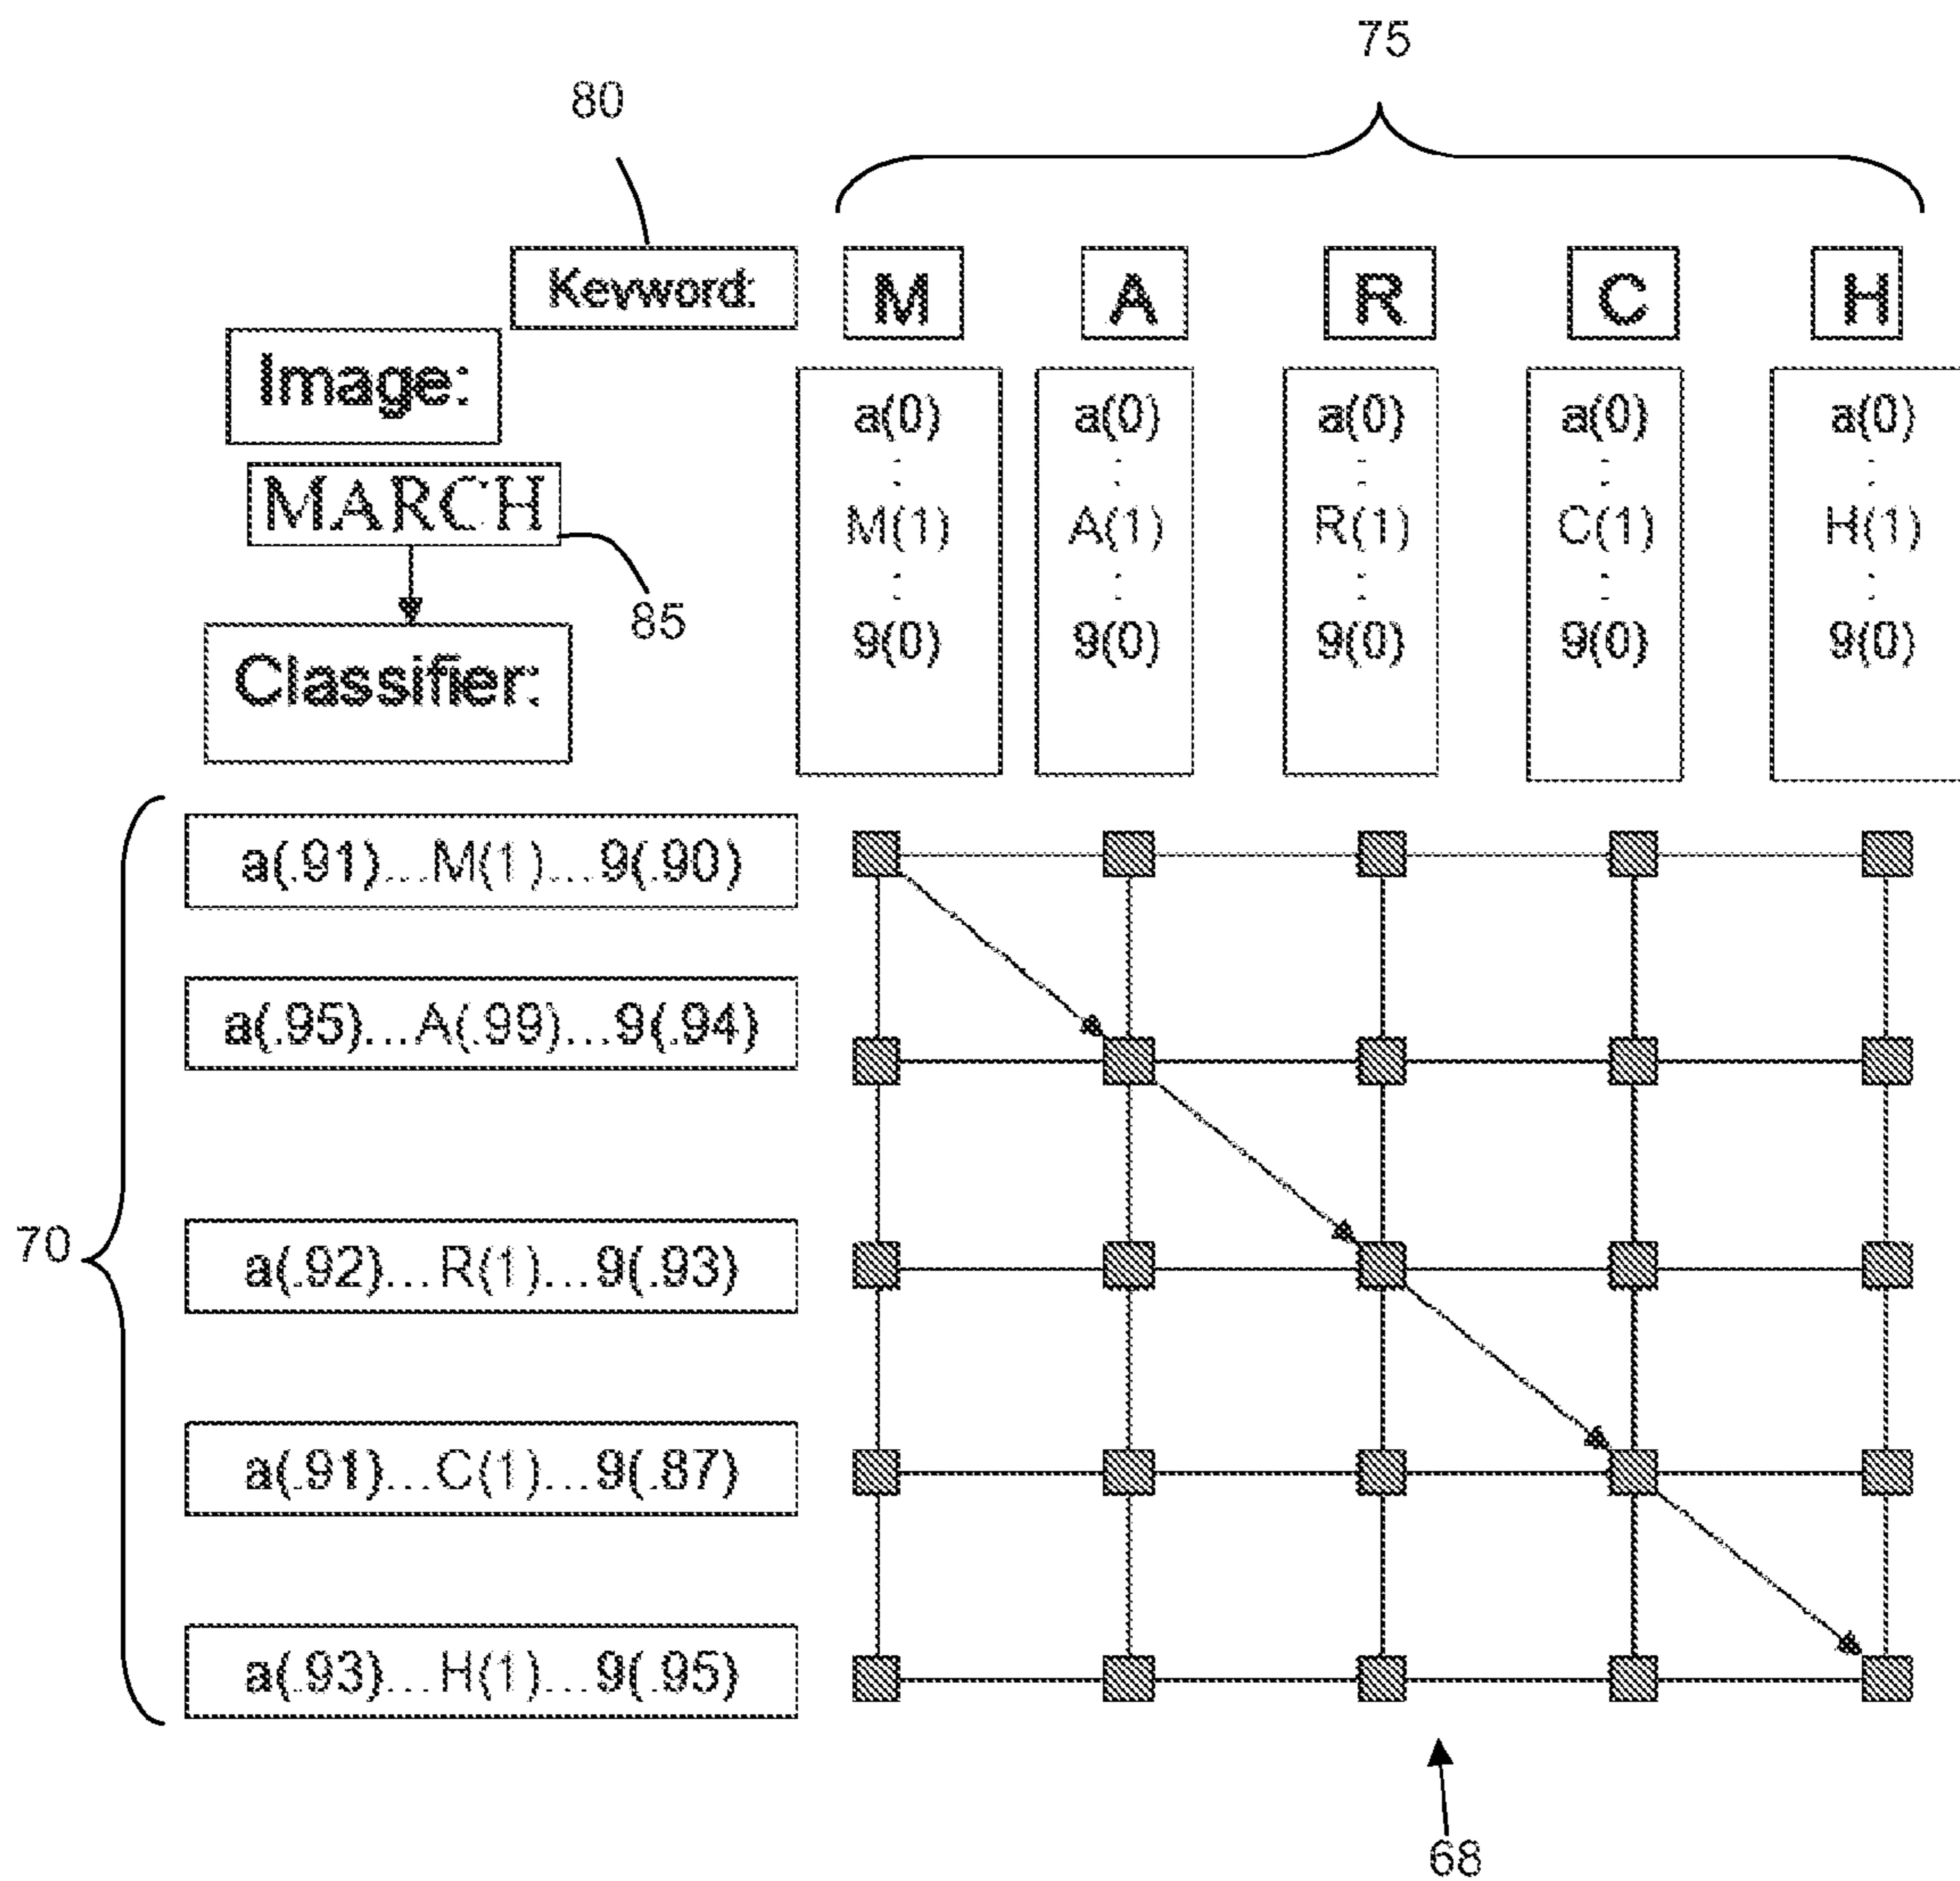 75
80
Keyword: M A R C H
Image:
MARCH
85
Classifier:
a(0) a(0) a(0) a(0) a(0)
: : : : :
M(1) A(1) R(1) C(1) H(1)
: : : : :
9(0) 9(0) 9(0) 9(0) 9(0)
70
a(.91)...M(1)...9(.90)
a(.95)...A(.99)...9(.94)
a(.92)...R(1)...9(.93)
a(.91)...C(1)...9(.87)
a(.93)...H(1)...9(.95)
68